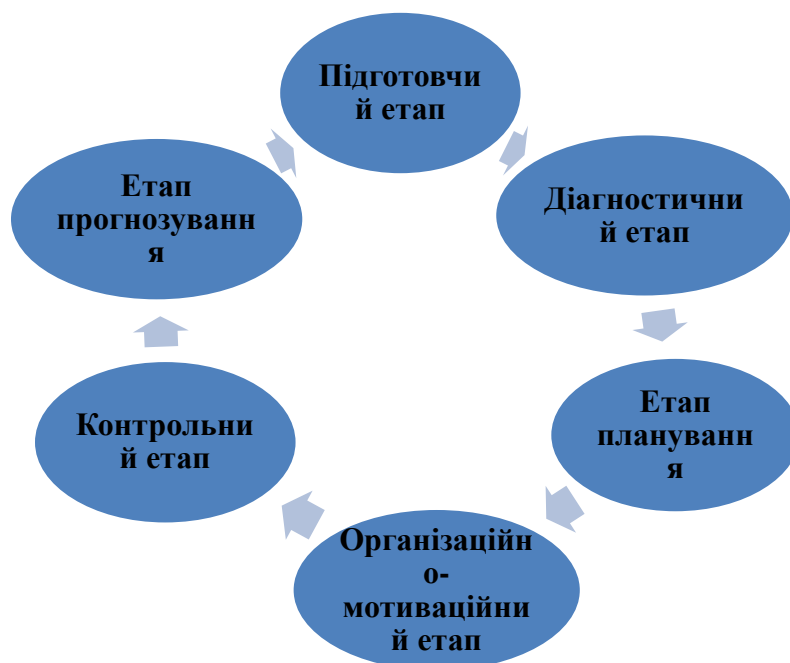 Підготовчи
й етап
Діагностични
й етап
Етап
плануванн
я
Організаційн
о-
мотиваційни
й етап
Контрольни
й етап
Етап
прогнозуванн
я